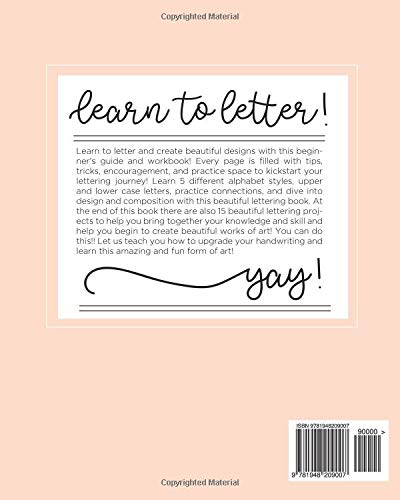 Copyrighted Material
learn to letter!
Learn to letter and create beautiful designs with this begin-
ner's guide and workbook! Every page is filled with tips,
tricks, encouragement, and practice space to kickstart your
lettering journey! Learn 5 different alphabet styles, upper
and lower case letters, practice connections, and dive into
design and composition with this beautiful lettering book. At
the end of this book there are also 15 beautiful lettering proj-
ects to help you bring together your knowledge and skill and
help you begin to create beautiful works of art! You can do
this!! Let us teach you how to upgrade your handwriting and
learn this amazing and fun form of art!
yay!
ISBN 9781948209007
90000 >
9 781948 209007
Copyrighted Material